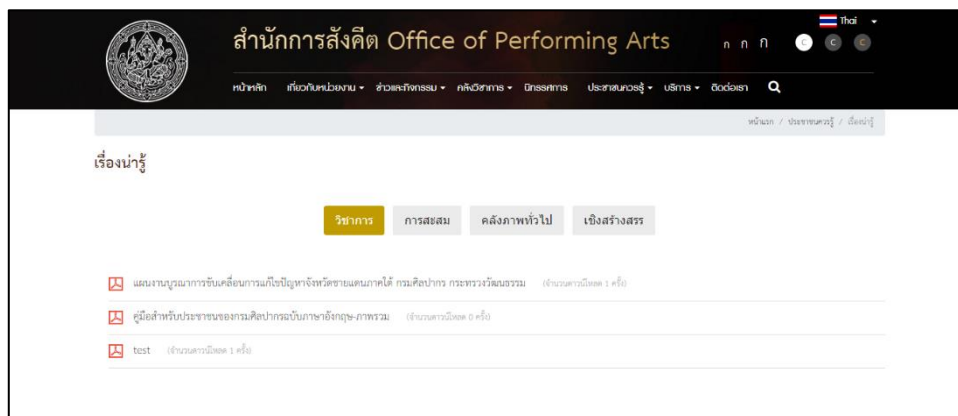 Thai
สำนักการสังคีต Office of Performing Arts
ก ก ก C C C
หน้าหลัก เกี่ยวกับหน่วยงาน ข่าวและกิจกรรม คลังวิชาการ นิทรรศการ ประชาชนควรรู้ บริการ ติดต่อเรา
หน้าแรก / ประชาชนควรรู้ / เรื่องน่ารู้
เรื่องน่ารู้
วิชาการ การสะสม คลังภาพทั่วไป เชิงสร้างสรร
แผนงานบูรณาการขับเคลื่อนการแก้ไขปัญหาจังหวัดชายแดนภาคใต้ กรมศิลปากร กระทรวงวัฒนธรรม (จำนวนดาวน์โหลด 1 ครั้ง)
คู่มือสำหรับประชาชนของกรมศิลปากรฉบับภาษาอังกฤษ-ภาพรวม (จำนวนดาวน์โหลด 0 ครั้ง)
test (จำนวนดาวน์โหลด 1 ครั้ง)